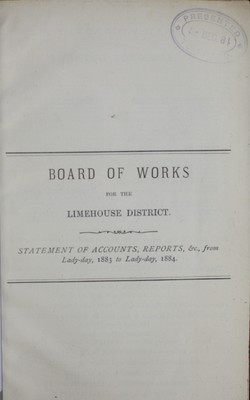 PRESENTED
BOARD OF WORKS
FOR THE
LIMEHOUSE DISTRICT.
STATEMENT OF ACCOUNTS, REPORTS, &c., from
Lady-day, 1883 to Lady-day, 1884.